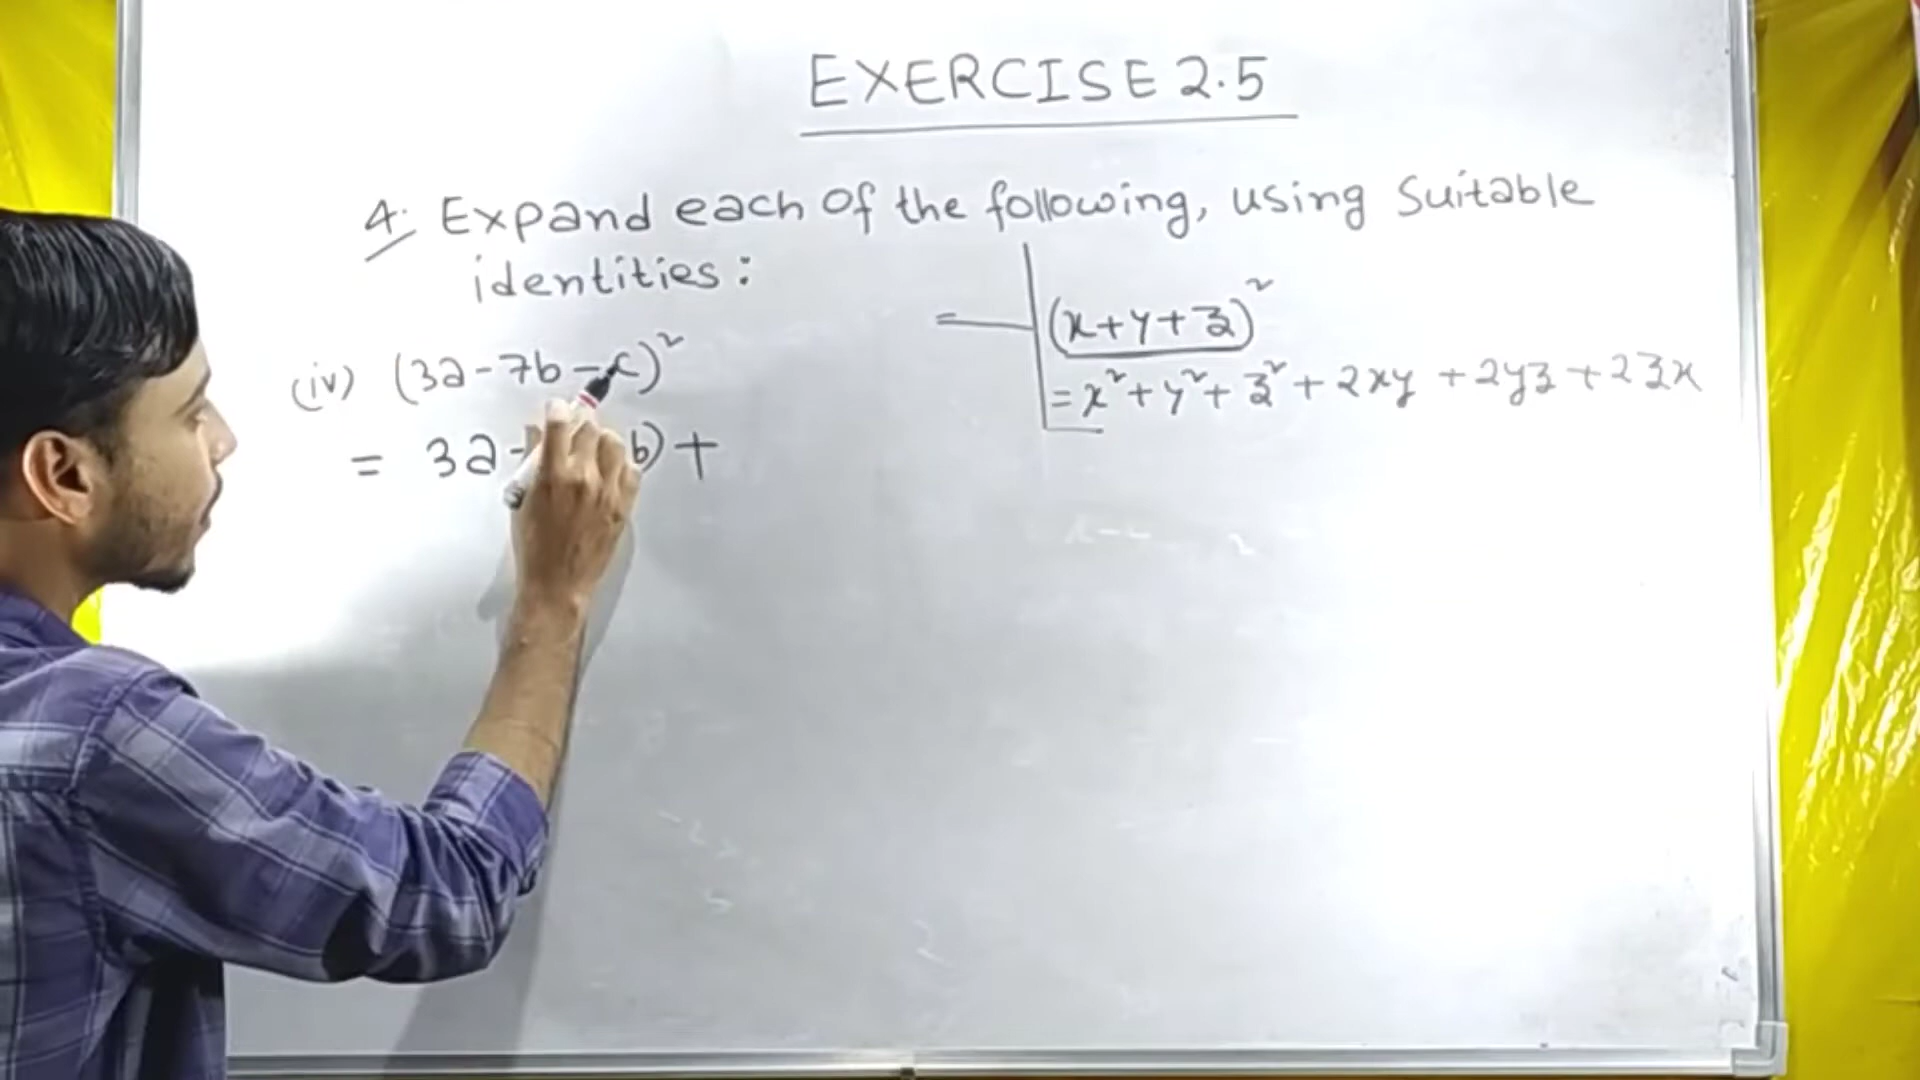 EXERCISE 2.5
4. Expand each of the following, using Suitable
identities:
(iv) (3a-7b-c)²
= 3a b)+
= (x+y+z)²
= x²+y²+z²+2xy+2yz+2zx